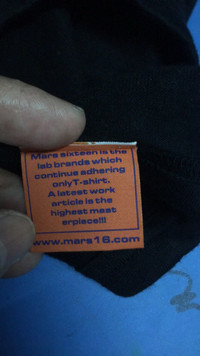 Mars sixteen is the
lab brands which
continue adhering
onlyT-shirt.
A latest work
article is the
highest mast
erpiece!!!
www.mars16.com